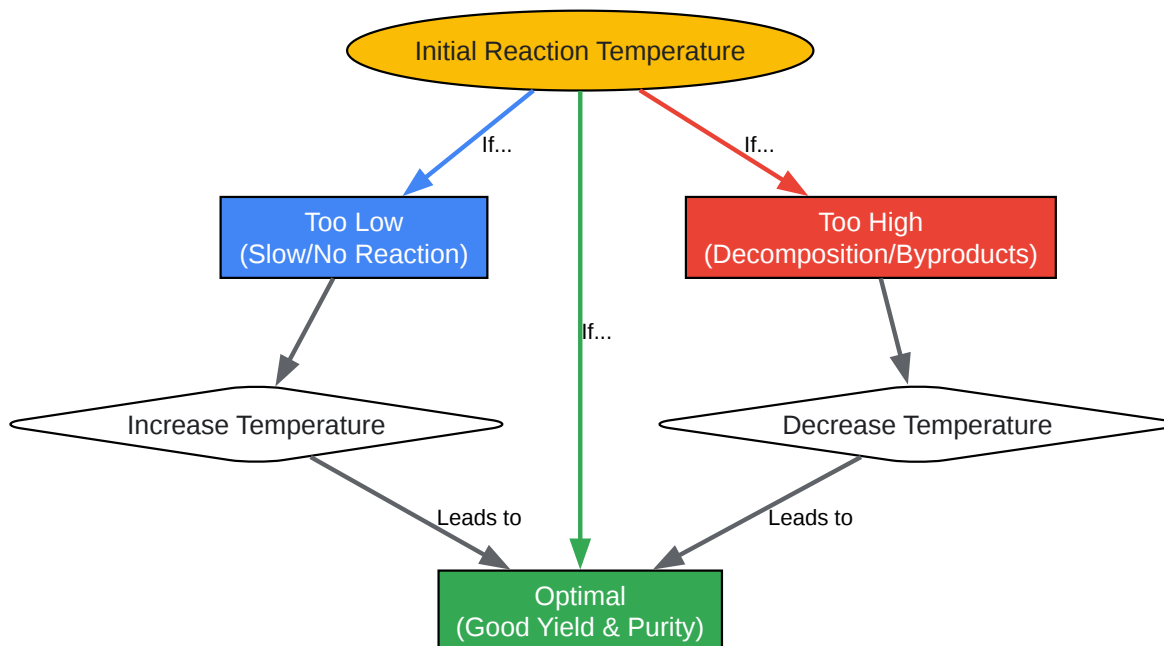 Initial Reaction Temperature
If...
If...
Too Low
(Slow/No Reaction)
Too High
(Decomposition/Byproducts)
If...
Increase Temperature
Decrease Temperature
Leads to
Leads to
Optimal
(Good Yield & Purity)